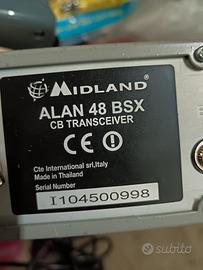 MIDLAND
ALAN 48 BSX
CB TRANSCEIVER
CE
Cte International srl,Italy
Made in Thailand
Serial Number
I104500998
subito